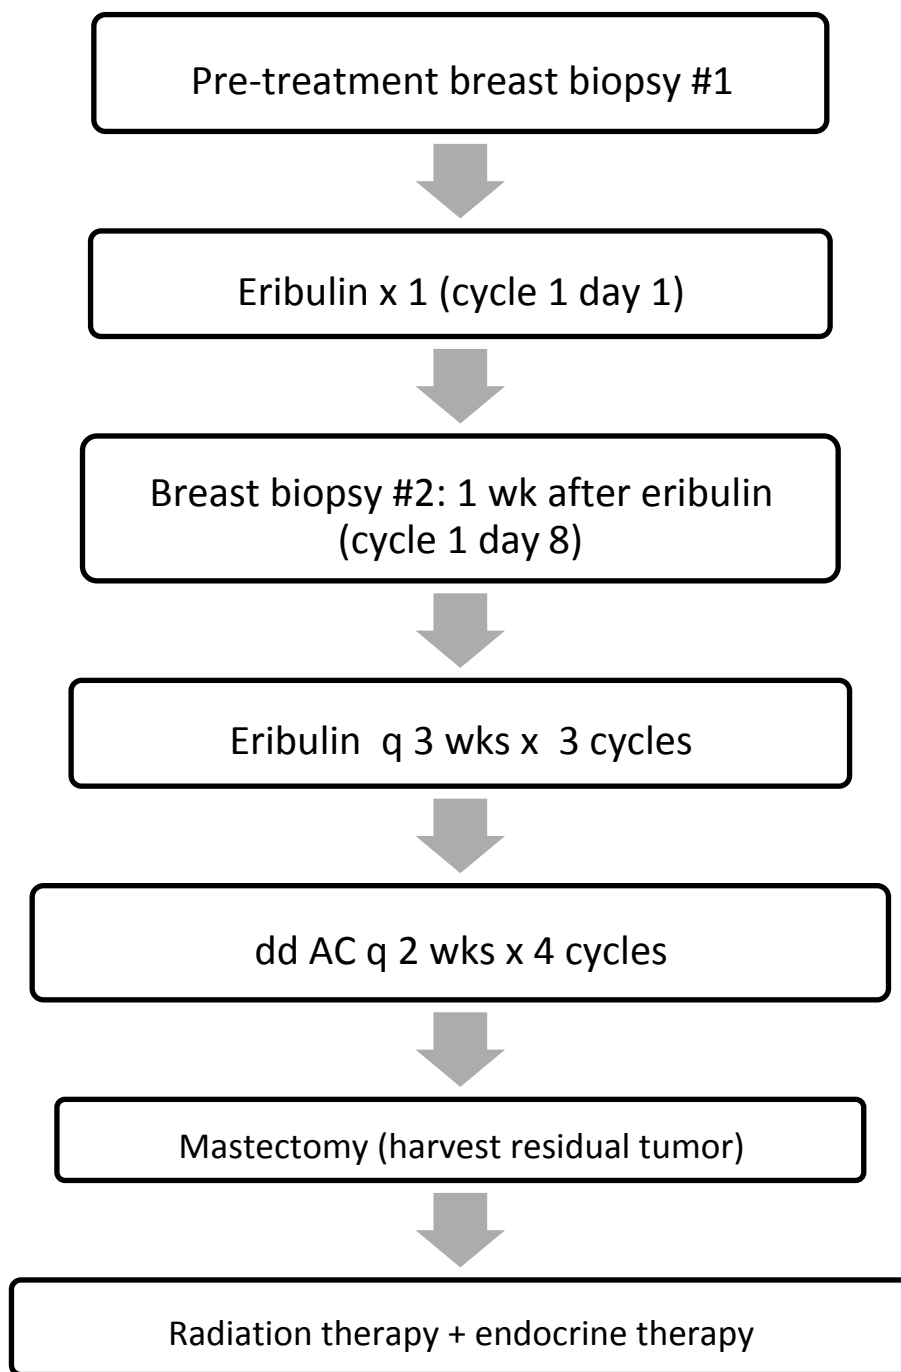 Pre-treatment breast biopsy #1
Eribulin x 1 (cycle 1 day 1)
Breast biopsy #2: 1 wk after eribulin
(cycle 1 day 8)
Eribulin  q 3 wks x  3 cycles
dd AC q 2 wks x 4 cycles
Mastectomy (harvest residual tumor)
Radiation therapy + endocrine therapy